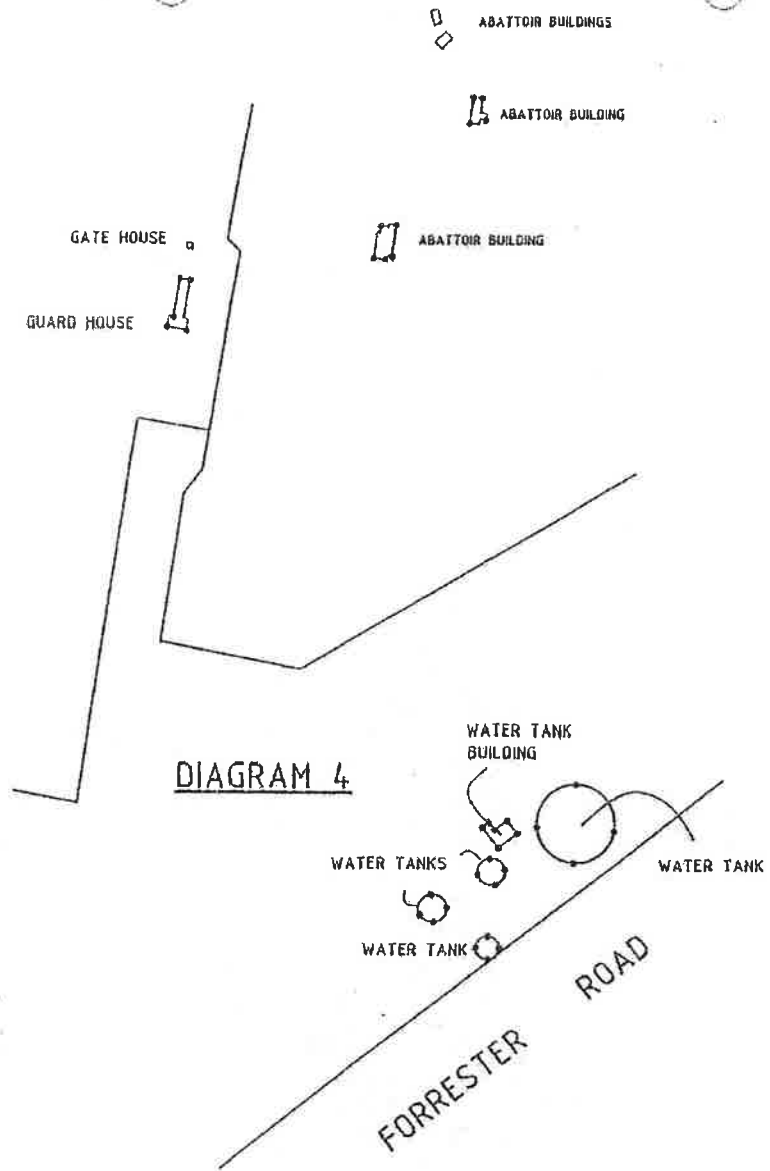 ABATTOIR BUILDINGS
ABATTOIR BUILDING
GATE HOUSE
ABATTOIR BUILDING
GUARD HOUSE
WATER TANK
BUILDING
DIAGRAM 4
WATER TANKS
WATER TANK
WATER TANK
FORRESTER ROAD